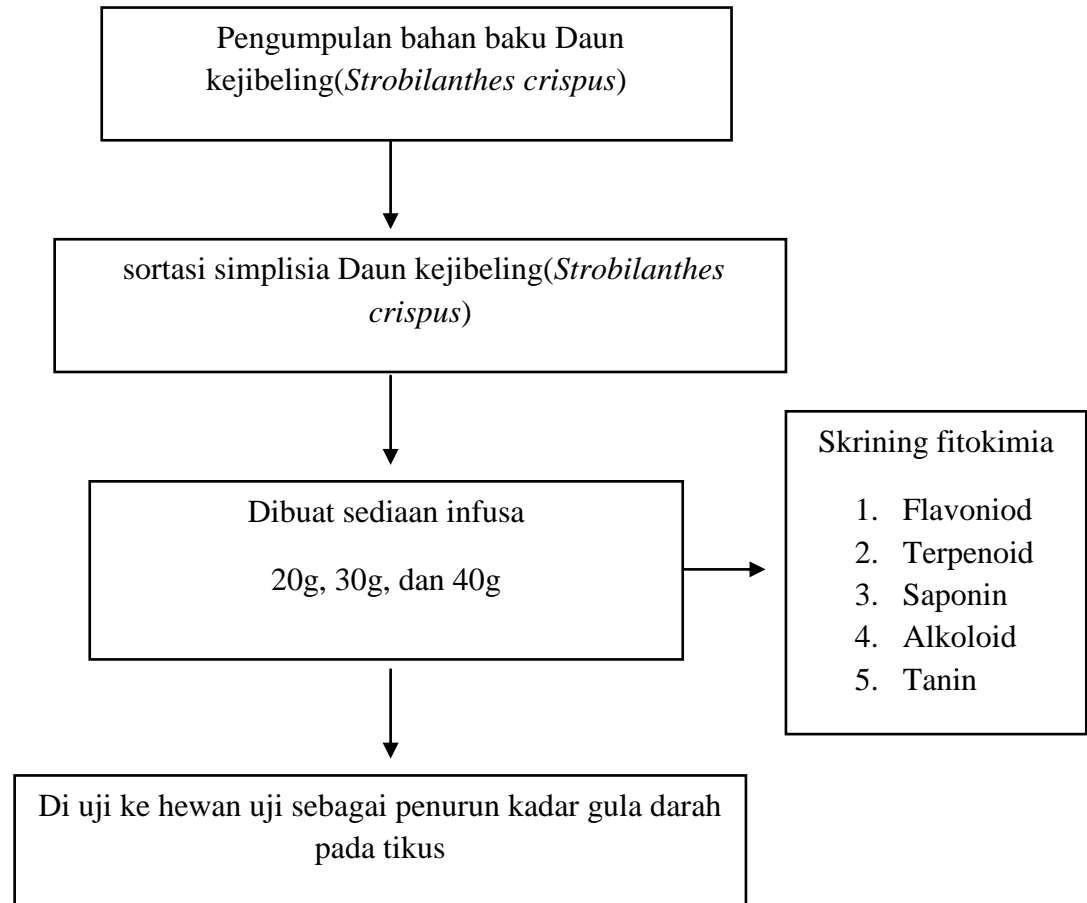 Pengumpulan bahan baku Daun
kejibeling(Strobilanthes crispus)
sortasi simplisia Daun kejibeling(Strobilanthes
crispus)
Dibuat sediaan infusa
20g, 30g, dan 40g
Skrining fitokimia
1. Flavoniod
2. Terpenoid
3. Saponin
4. Alkoloid
5. Tanin
Di uji ke hewan uji sebagai penurun kadar gula darah
pada tikus